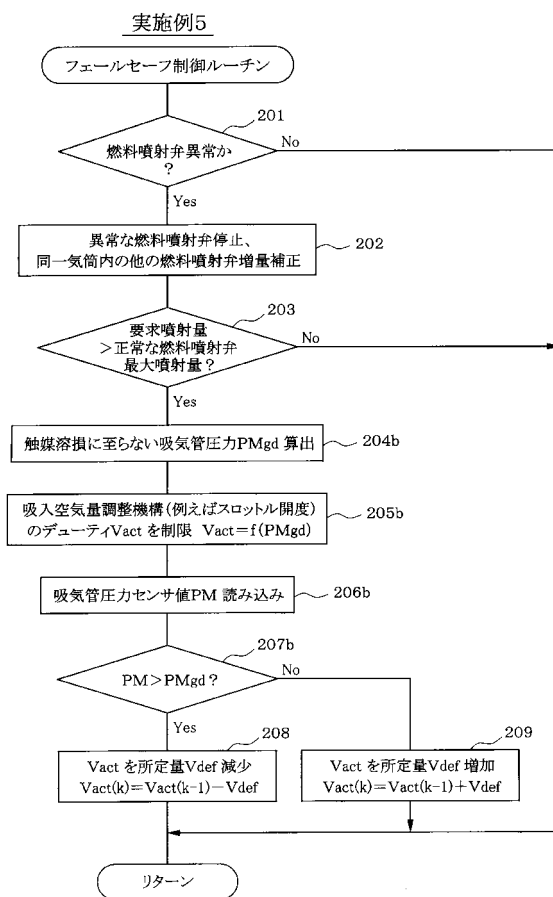 実施例5
フェールセーフ制御ルーチン
201
燃料噴射弁異常か
?
No
Yes
異常な燃料噴射弁停止、
同一気筒内の他の燃料噴射弁増量補正
202
203
要求噴射量
>正常な燃料噴射弁
最大噴射量?
No
Yes
触媒溶損に至らない吸気管圧力PMgd 算出
204b
吸入空気量調整機構(例えばスロットル開度)
のデューティVactを制限 Vact=f(PMgd)
205b
吸気管圧力センサ値PM 読み込み
206b
207b
PM>PMgd?
No
Yes
208
Vactを所定量Vdef 減少
Vact(k)=Vact(k-1)-Vdef
209
Vactを所定量Vdef 増加
Vact(k)=Vact(k-1)+Vdef
リターン